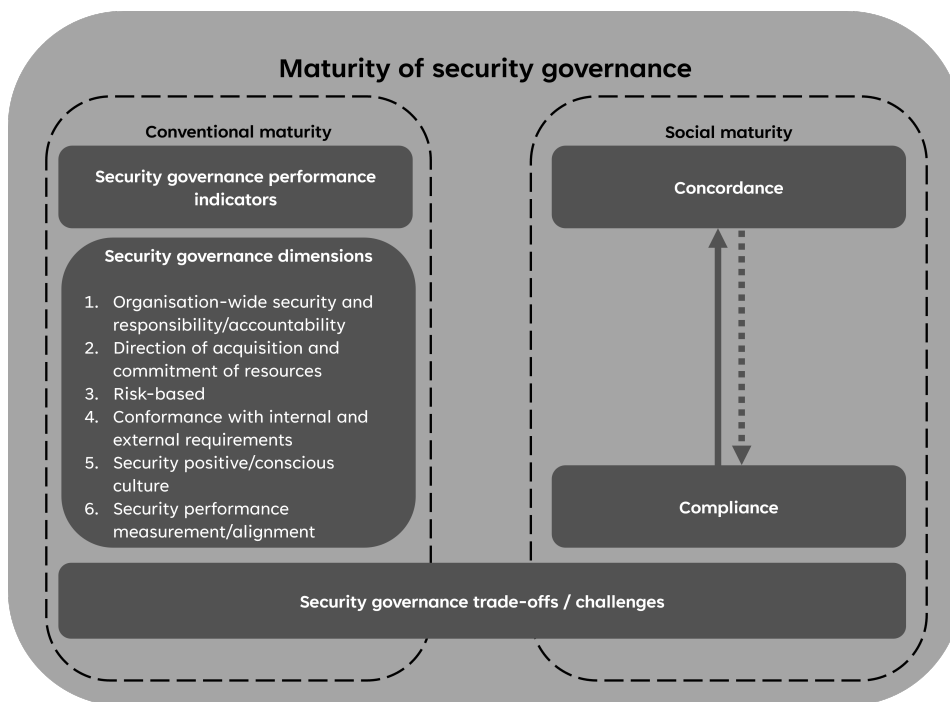 Maturity of security governance
Conventional maturity
Security governance performance
indicators
Security governance dimensions
1. Organisation-wide security and
responsibility/accountability
2. Direction of acquisition and
commitment of resources
3. Risk-based
4. Conformance with internal and
external requirements
5. Security positive/conscious
culture
6. Security performance
measurement/alignment
Social maturity
Concordance
Compliance
Security governance trade-offs / challenges